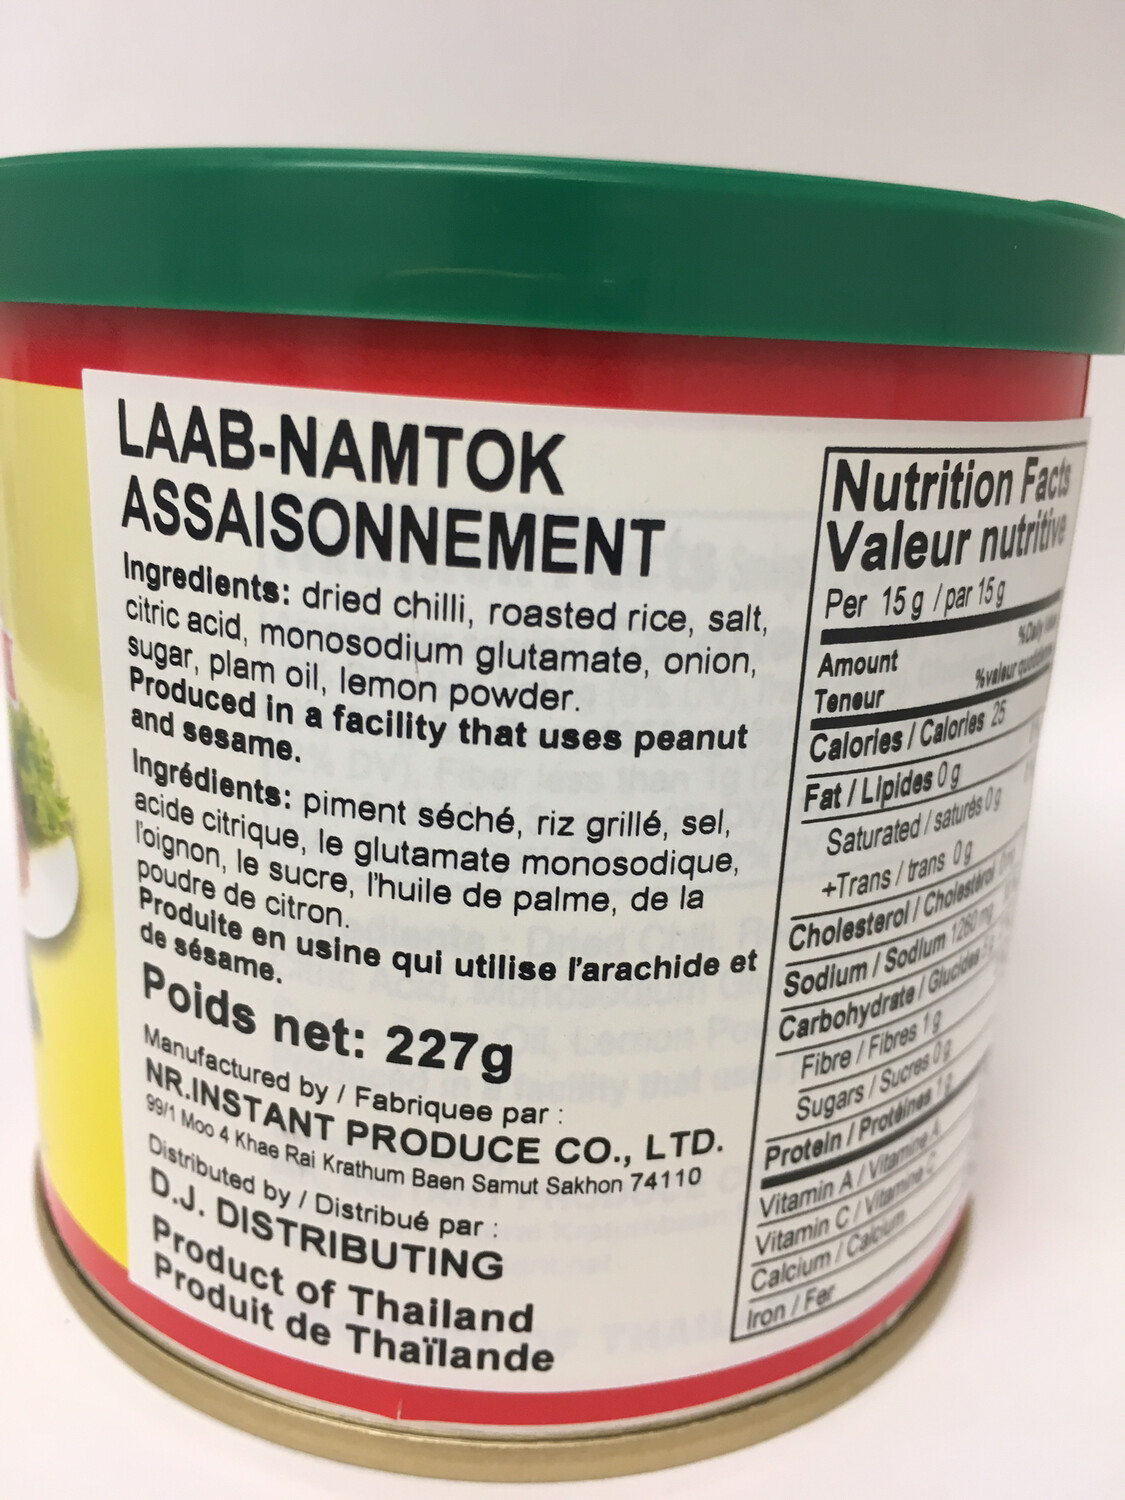 LAAB-NAMTOK
ASSAISONNEMENT
Ingredients: dried chilli, roasted rice, salt,
citric acid, monosodium glutamate, onion,
sugar, plam oil, lemon powder.
Produced in a facility that uses peanut
and sesame.
Ingrédients: piment séché, riz grillé, sel,
acide citrique, le glutamate monosodique,
l'oignon, le sucre, l'huile de palme, de la
poudre de citron.
Produite en usine qui utilise l'arachide et
de sésame.
Poids net: 227g
Manufactured by / Fabriquee par :
NR.INSTANT PRODUCE CO., LTD.
99/1 Moo 4 Khae Rai Krathum Baen Samut Sakhon 74110
Distributed by / Distribué par :
D.J. DISTRIBUTING
Product of Thailand
Produit de Thaïlande
Nutrition Facts
Valeur nutritive
Per 15 g / par 15 g
%Daily
Amount
Teneur
%valeur
Calories / Calories 25
Fat / Lipides 0 g
Saturated / saturés 0 g
+Trans / trans 0 g
Cholesterol / Cholestérol
Sodium / Sodium 1260 mg
Carbohydrate / Glucides
Fibre / Fibres 1 g
Sugars / Sucres 0 g
Protein / Protéines 1 g
Vitamin A / Vitamine A
Vitamin C / Vitamine C
Calcium / Calcium
Iron / Fer